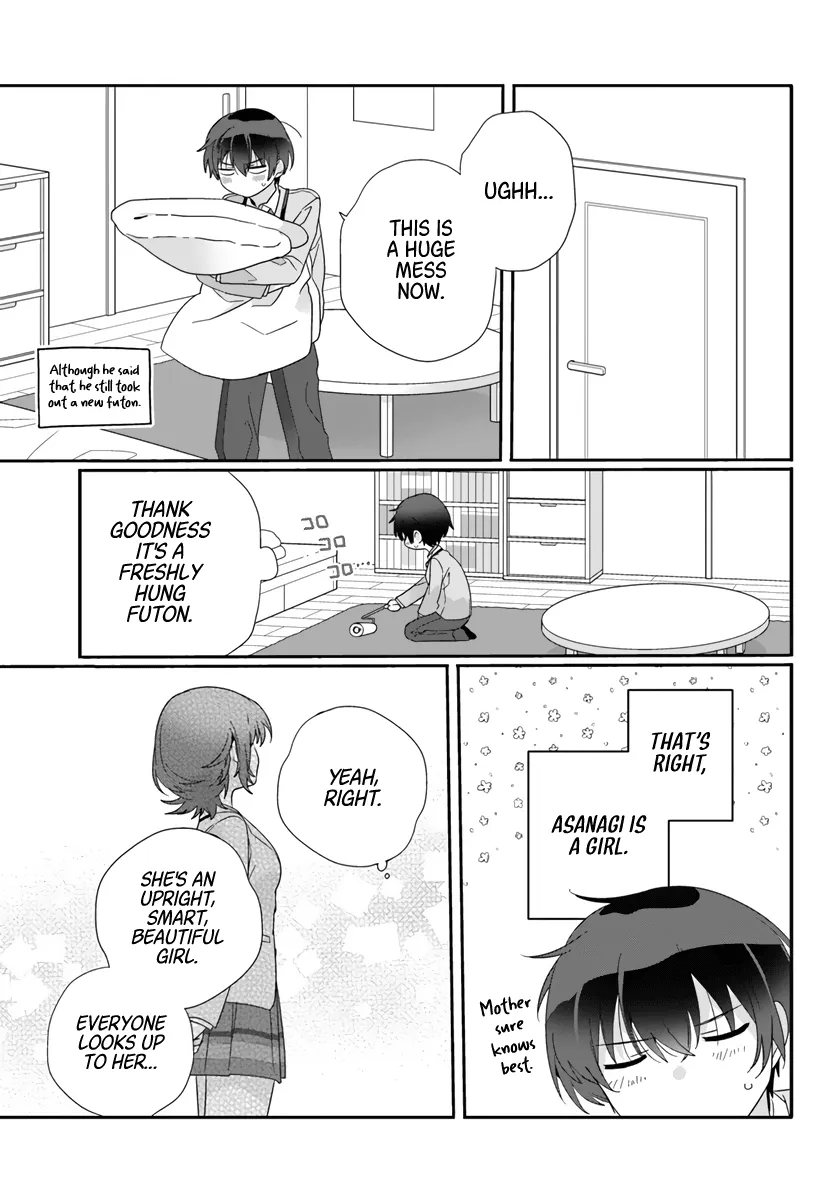 UGHH...
THIS IS
A HUGE
MESS
NOW.
Although he said
that, he still took
out a new futon.
コロ
コロ
コロ
THANK
GOODNESS
IT'S A
FRESHLY
HUNG
FUTON.
THAT'S
RIGHT,
ASANAGI IS
A GIRL.
Mother
sure
knows
best.
YEAH,
RIGHT.
SHE'S AN
UPRIGHT,
SMART,
BEAUTIFUL
GIRL.
EVERYONE
LOOKS UP
TO HER...